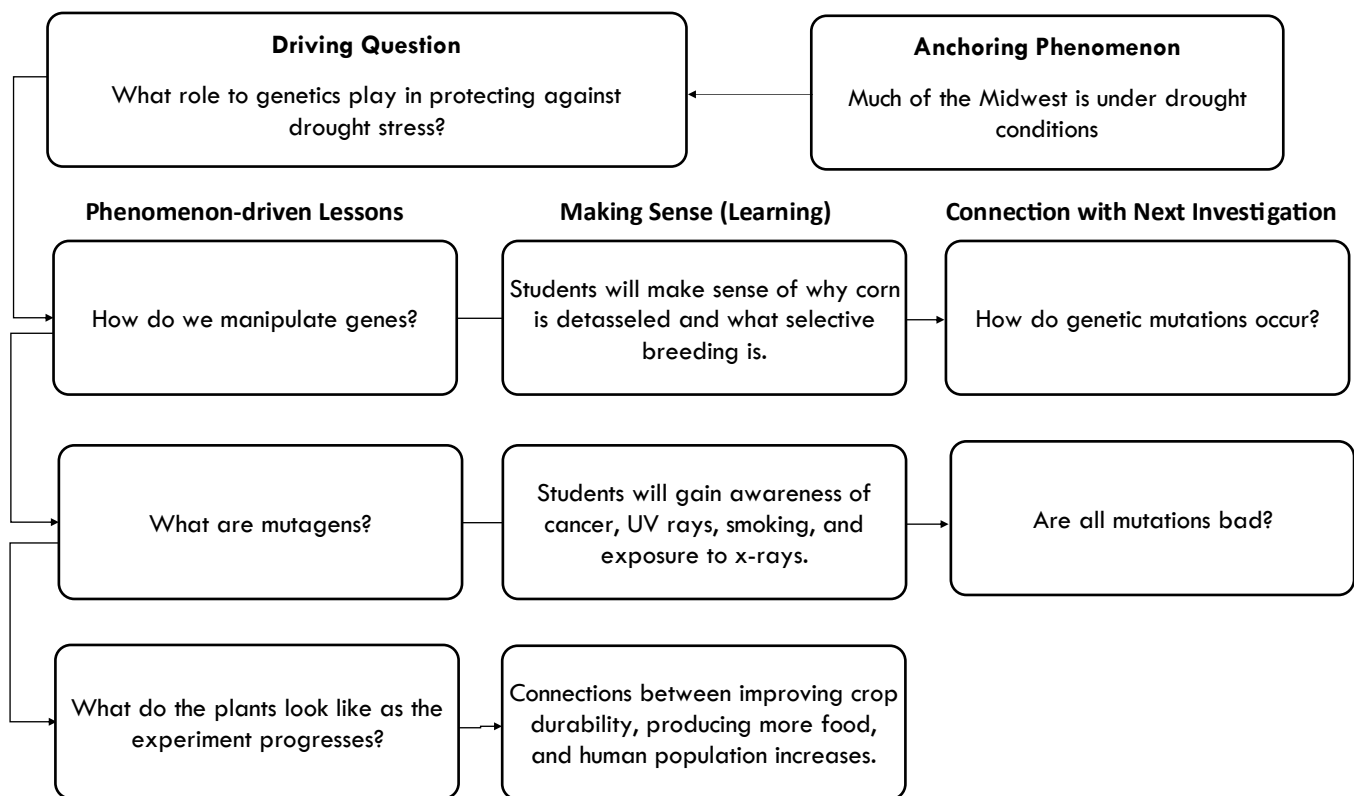 Driving Question
What role to genetics play in protecting against
drought stress?
Anchoring Phenomenon
Much of the Midwest is under drought
conditions
Phenomenon-driven Lessons
Making Sense (Learning)
Connection with Next Investigation
How do we manipulate genes?
Students will make sense of why corn
is detasseled and what selective
breeding is.
How do genetic mutations occur?
What are mutagens?
Students will gain awareness of
cancer, UV rays, smoking, and
exposure to x-rays.
Are all mutations bad?
What do the plants look like as the
experiment progresses?
Connections between improving crop
durability, producing more food,
and human population increases.